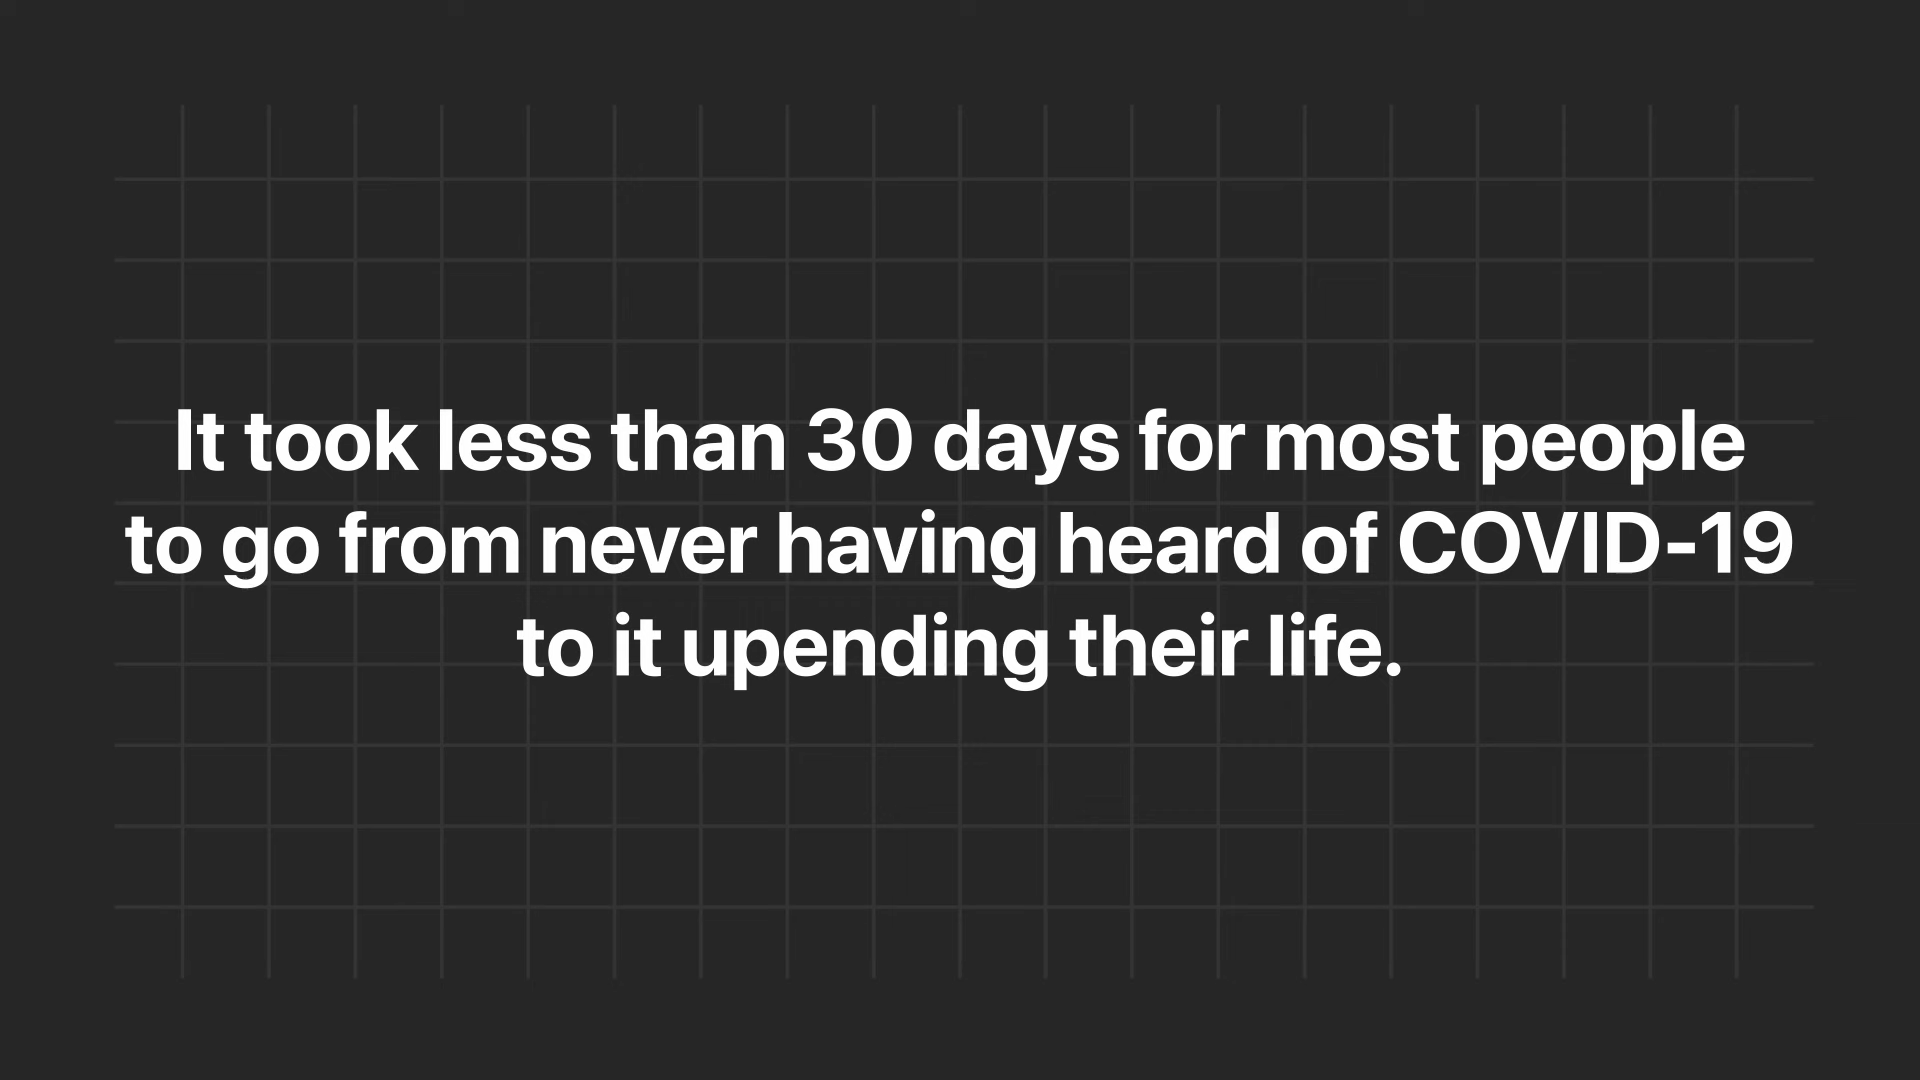 It took less than 30 days for most people
to go from never having heard of COVID-19
to it upending their life.